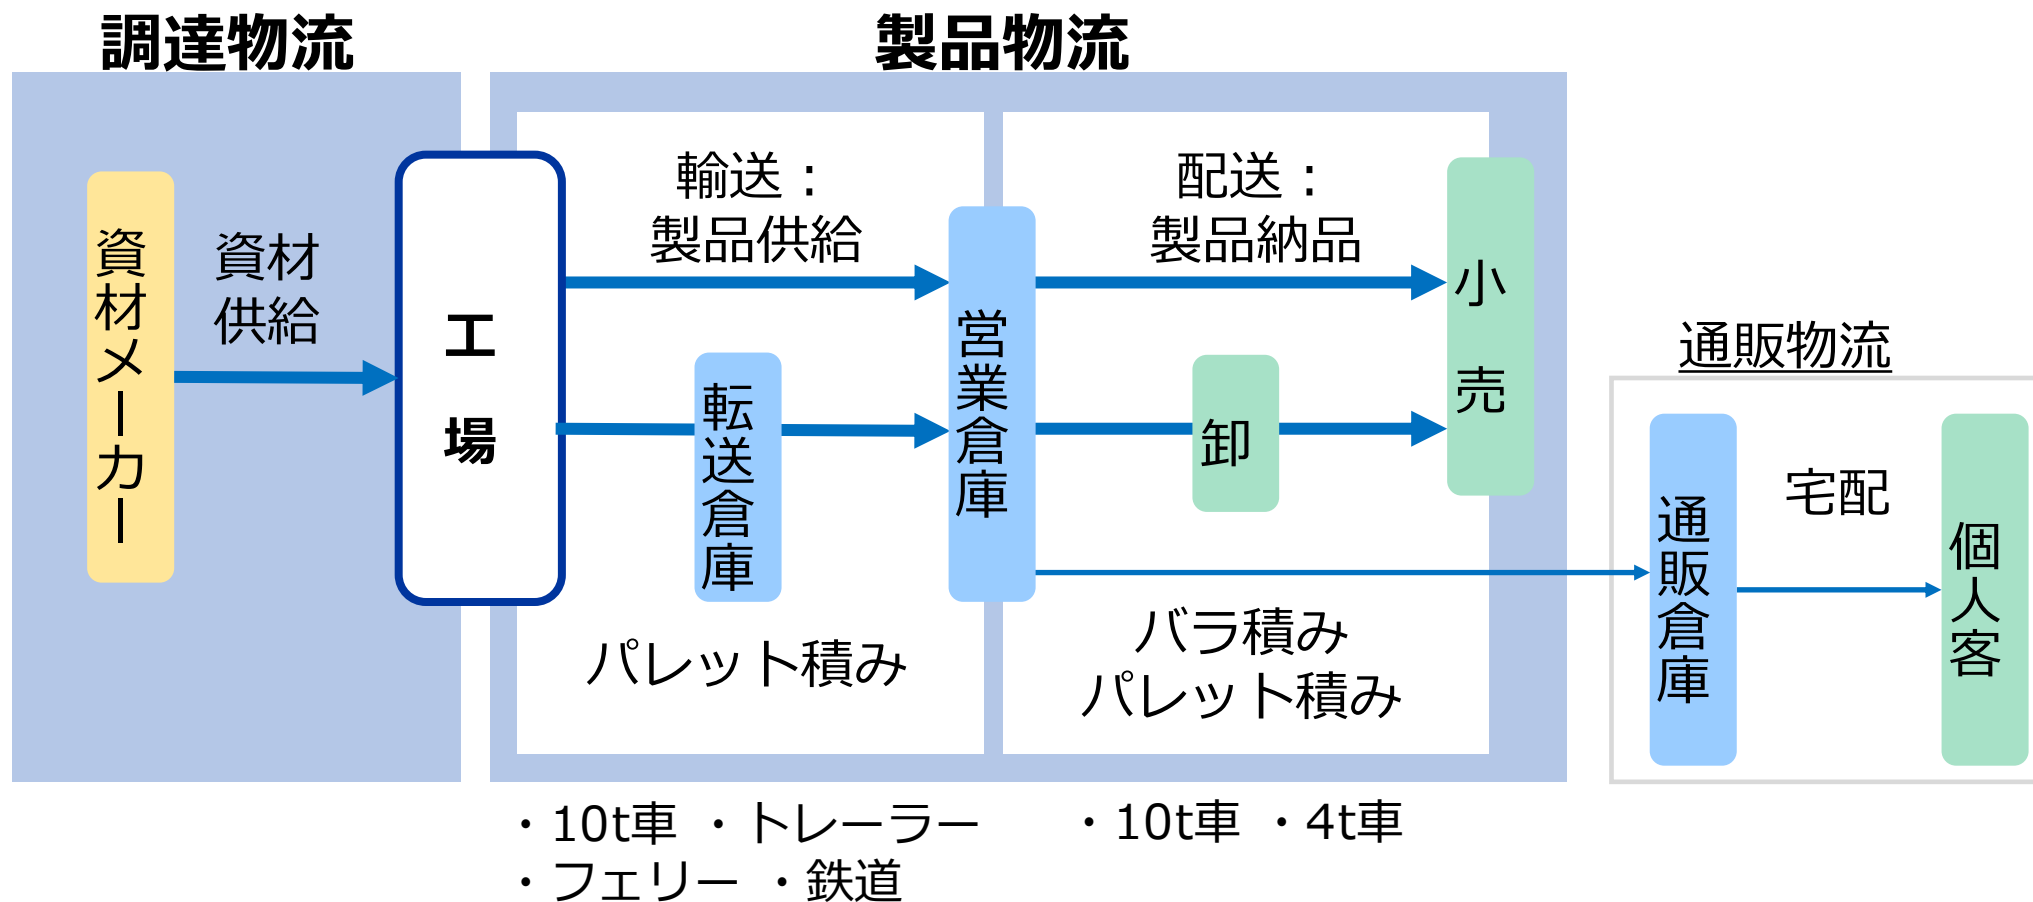 調達物流
製品物流
資材メーカー
資材
供給
工場
輸送：
製品供給
転送倉庫
パレット積み
営業倉庫
配送：
製品納品
卸
小売
バラ積み
パレット積み
通販物流
通販倉庫
宅配
個人客
・10t車 ・トレーラー
・フェリー ・鉄道
・10t車 ・4t車